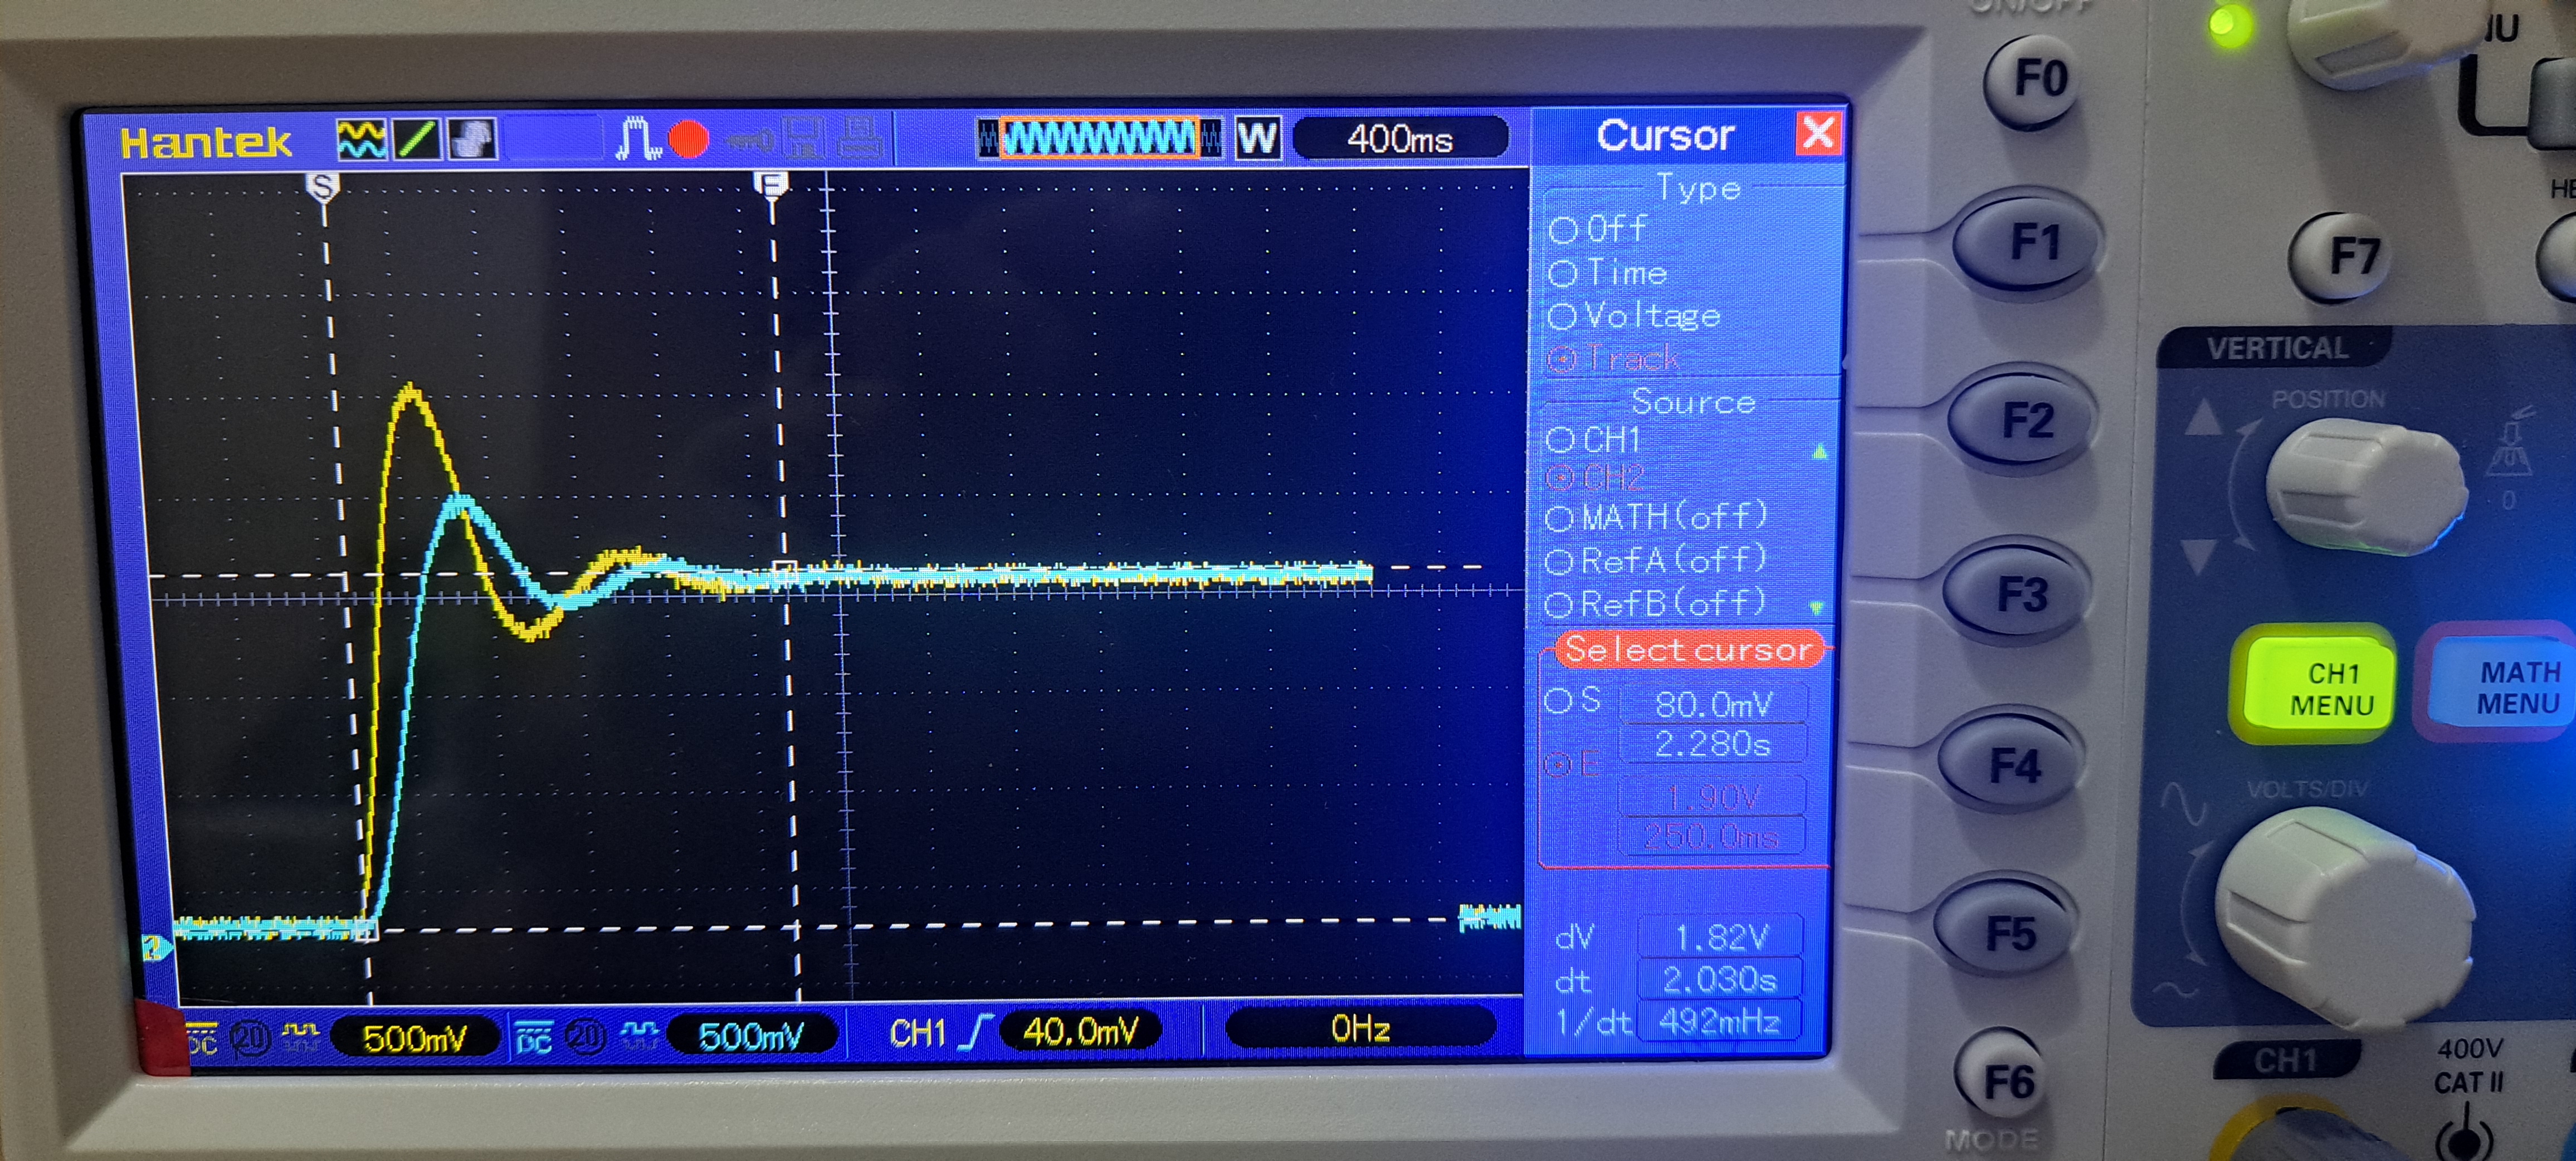 ON/OFF
F0
Hantek
W
400ms
Cursor
X
S
E
Type
Off
Time
Voltage
Track
F1
F7
Source
CH1
CH2
MATH(off)
RefA(off)
RefB(off)
F2
VERTICAL
POSITION
0
F3
Select cursor
S
80.0mV
2.280s
E
1.90V
250.0ms
CH1
MENU
MATH
MENU
F4
VOLTS/DIV
dV
1.82V
dt
2.030s
1/dt
492mHz
F5
2
DC
20
500mV
DC
20
500mV
CH1
40.0mV
0Hz
F6
MODE
CH1
400V
CAT II